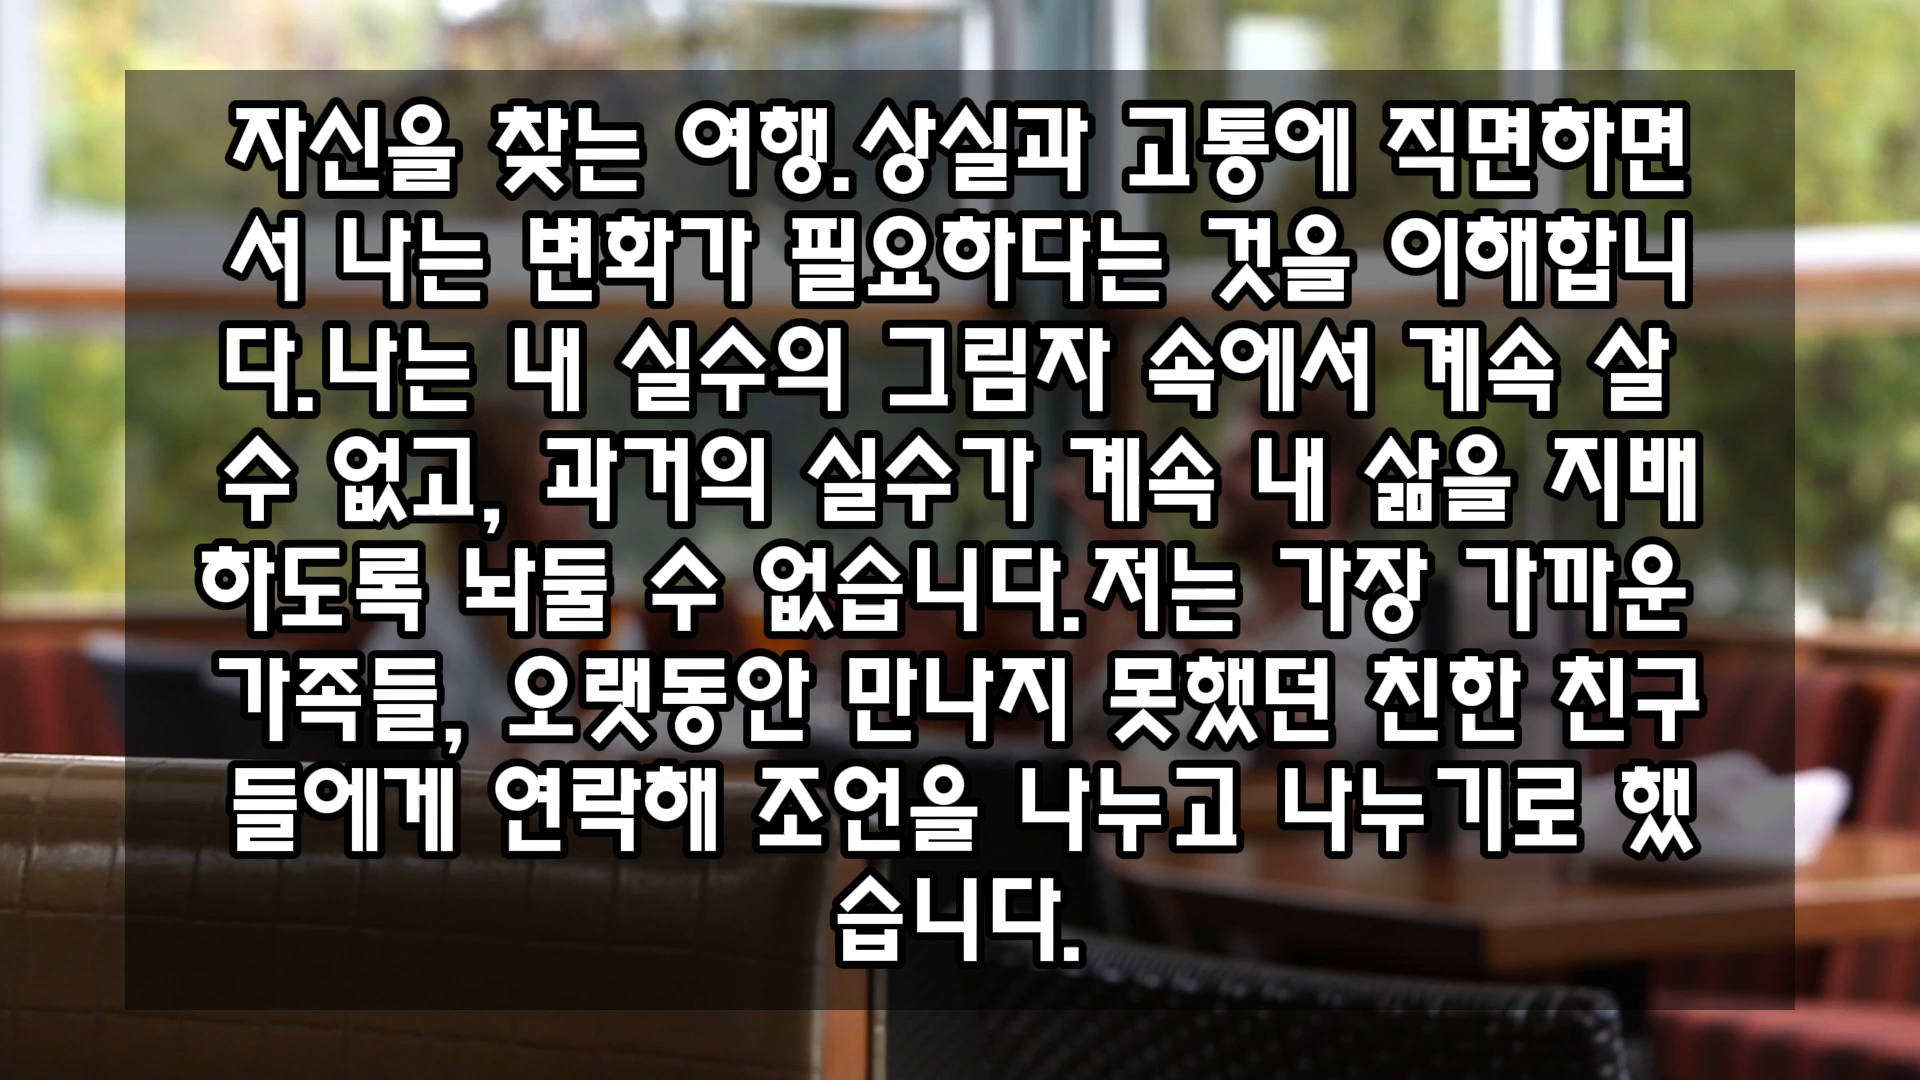 자신을 찾는 여행.상실과 고통에 직면하면
서 나는 변화가 필요하다는 것을 이해합니
다.나는 내 실수의 그림자 속에서 계속 살
수 없고, 과거의 실수가 계속 내 삶을 지배
하도록 놔둘 수 없습니다.저는 가장 가까운
가족들, 오랫동안 만나지 못했던 친한 친구
들에게 연락해 조언을 나누고 나누기로 했
습니다.